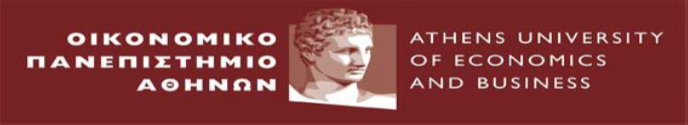 ΟΙΚΟΝΟΜΙΚΟ
ΠΑΝΕΠΙΣΤΗΜΙΟ
ΑΘΗΝΩΝ
ATHENS UNIVERSITY
OF ECONOMICS
AND BUSINESS